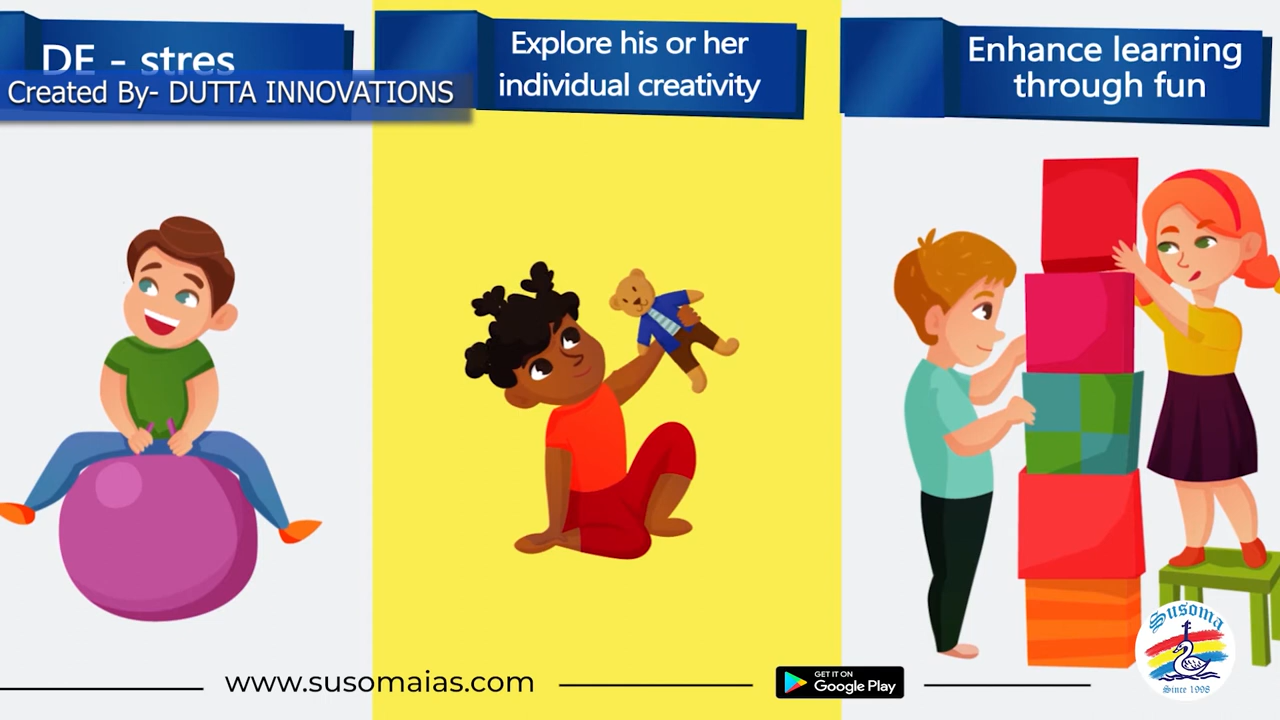 DE - stres
Created By- DUTTA INNOVATIONS
Explore his or her
individual creativity
Enhance learning
through fun
www.susomaias.com
GET IT ON
Google Play
Susoma
Since 1998